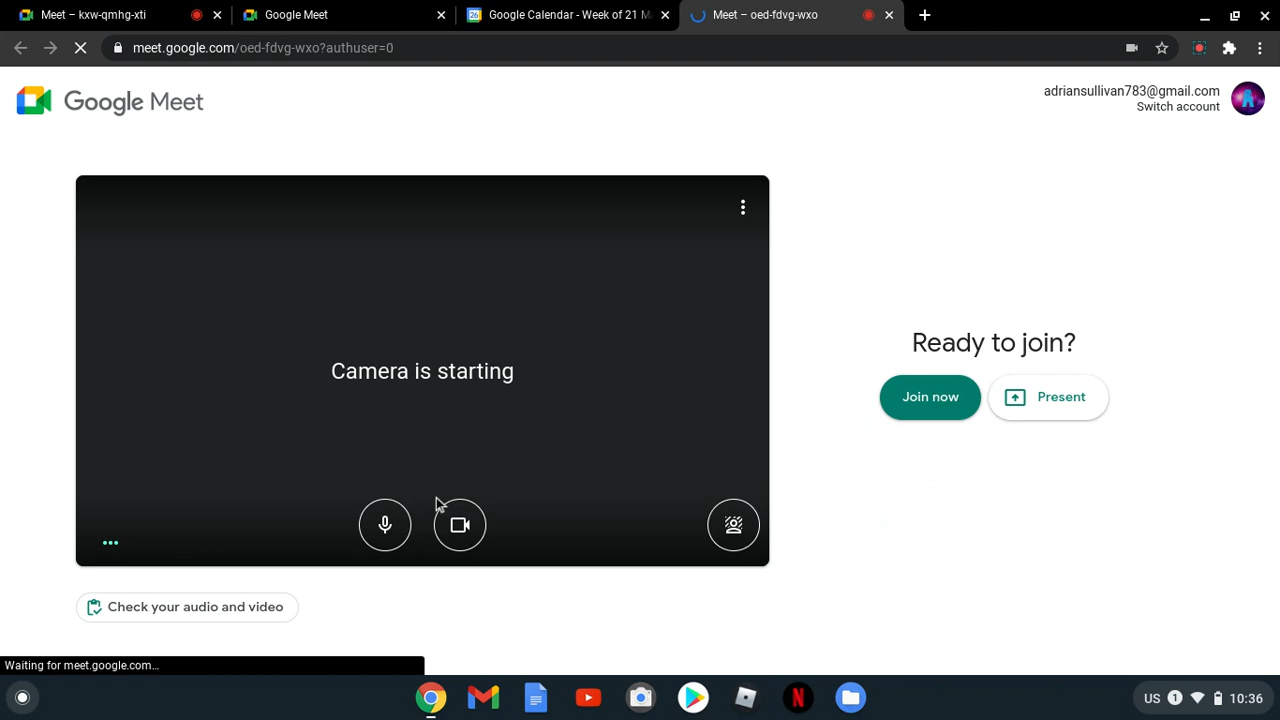 Meet – kxw-qmhg-xti
Google Meet
Google Calendar - Week of 21 M
Meet – oed-fdvg-wxo
meet.google.com/oed-fdvg-wxo?authuser=0
Google Meet
adriansullivan783@gmail.com
Switch account
A
Camera is starting
Ready to join?
Join now
Present
Check your audio and video
Waiting for meet.google.com...
N
US 1 10:36